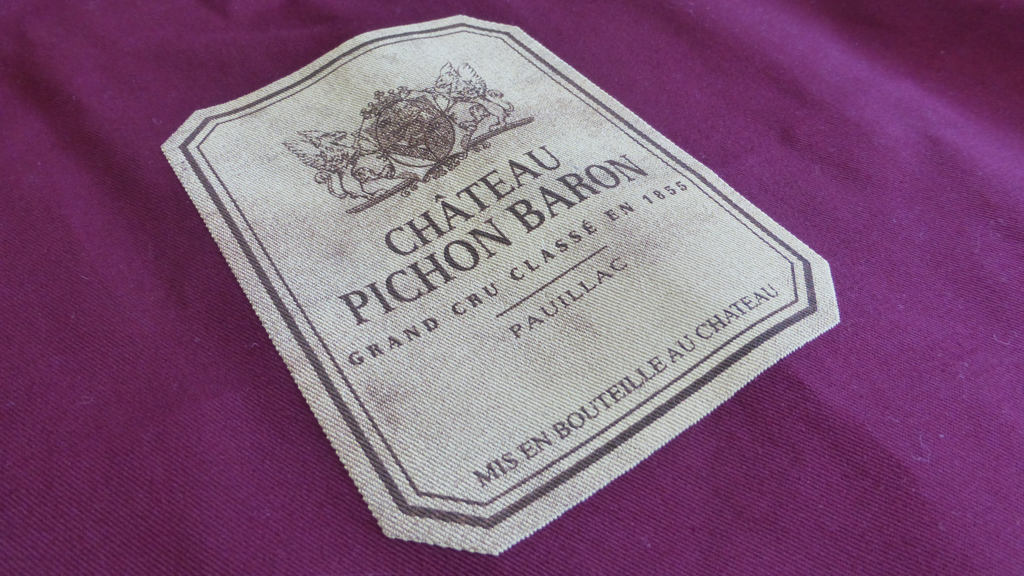 CHÂTEAU
PICHON BARON
GRAND CRU CLASSÉ EN 1855
PAUILLAC
MIS EN BOUTEILLE AU CHATEAU